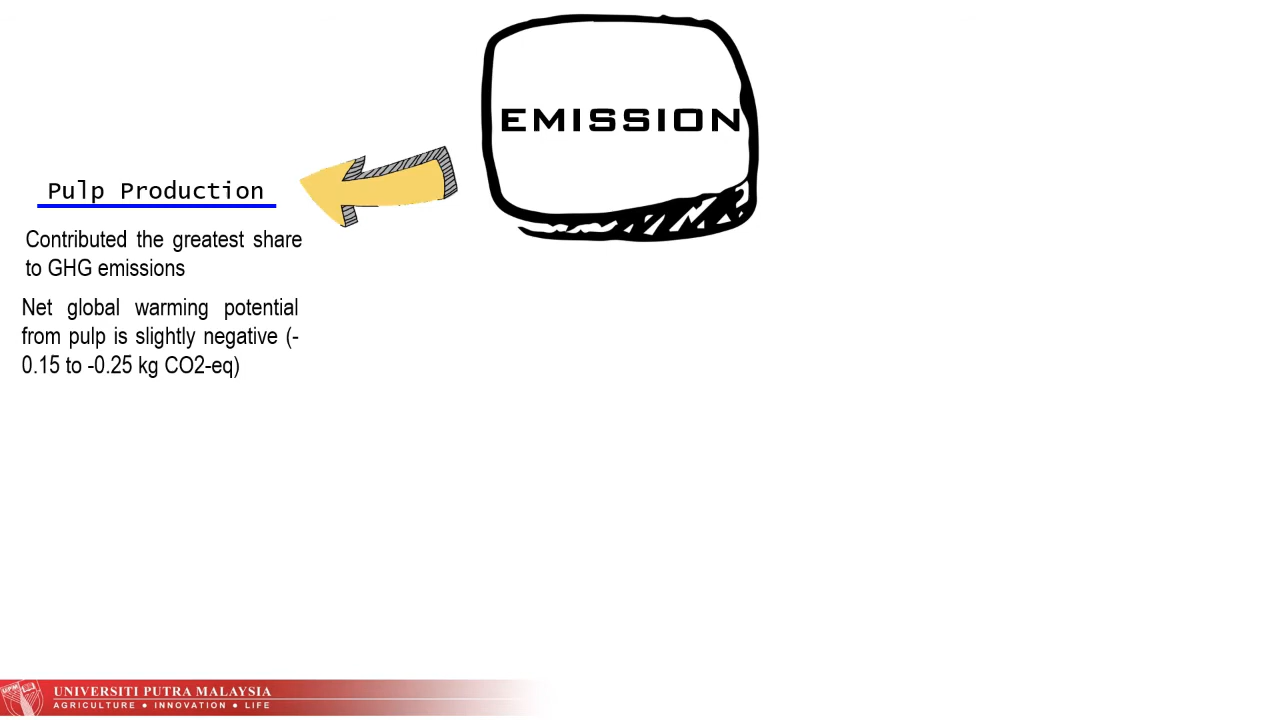 EMISSION
Pulp Production
Contributed the greatest share
to GHG emissions
Net global warming potential
from pulp is slightly negative (-
0.15 to -0.25 kg CO2-eq)
UPM
UNIVERSITI PUTRA MALAYSIA
AGRICULTURE ● INNOVATION ● LIFE